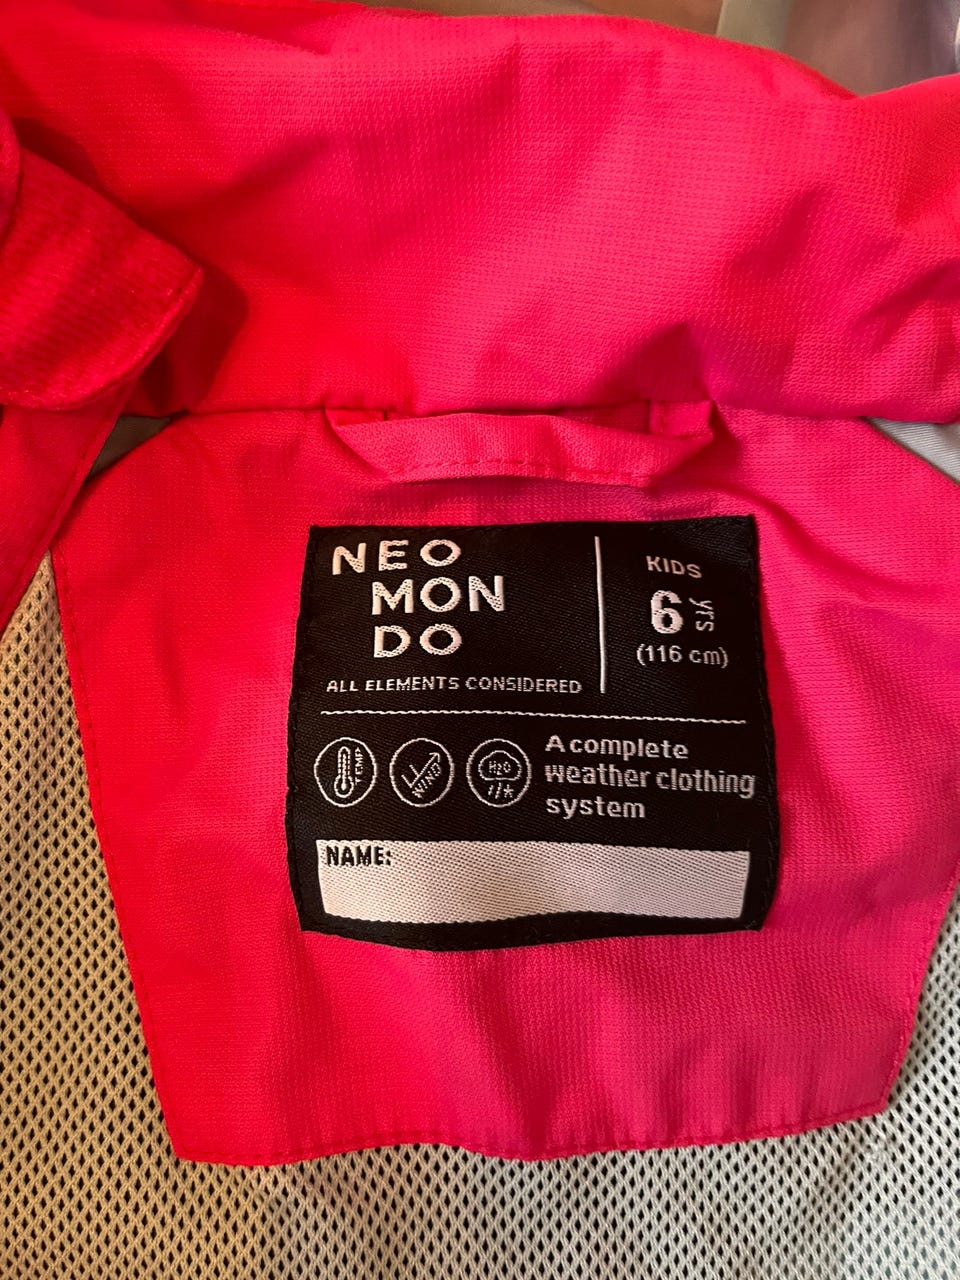 NEO
MON
DO
ALL ELEMENTS CONSIDERED
KIDS
6 yrs
(116 cm)
TEMP
WIND
H2O
A complete
weather clothing
system
NAME: